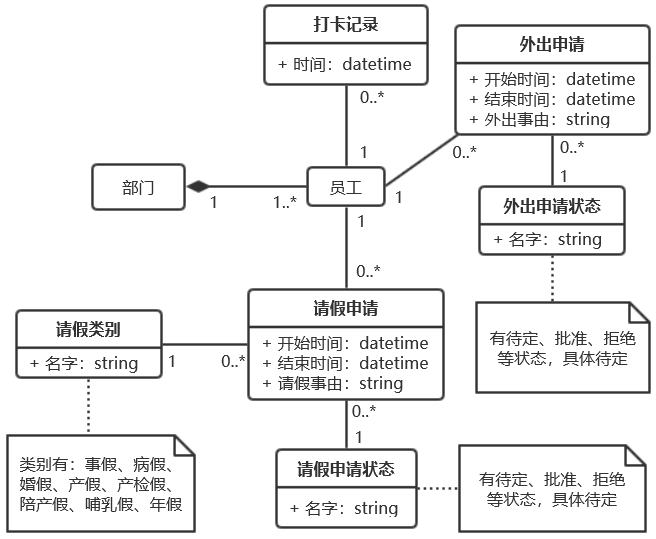 打卡记录
+ 时间：datetime
外出申请
+ 开始时间：datetime
+ 结束时间：datetime
+ 外出事由：string
0..*
1
0..*
1
0..*
1
部门
1
1..*
员工
外出申请状态
+ 名字：string
1
0..*
有待定、批准、拒绝
等状态，具体待定
请假类别
+ 名字：string
1
0..*
请假申请
+ 开始时间：datetime
+ 结束时间：datetime
+ 请假事由：string
0..*
1
类别有：事假、病假、
婚假、产假、产检假、
陪产假、哺乳假、年假
请假申请状态
+ 名字：string
有待定、批准、拒绝
等状态，具体待定